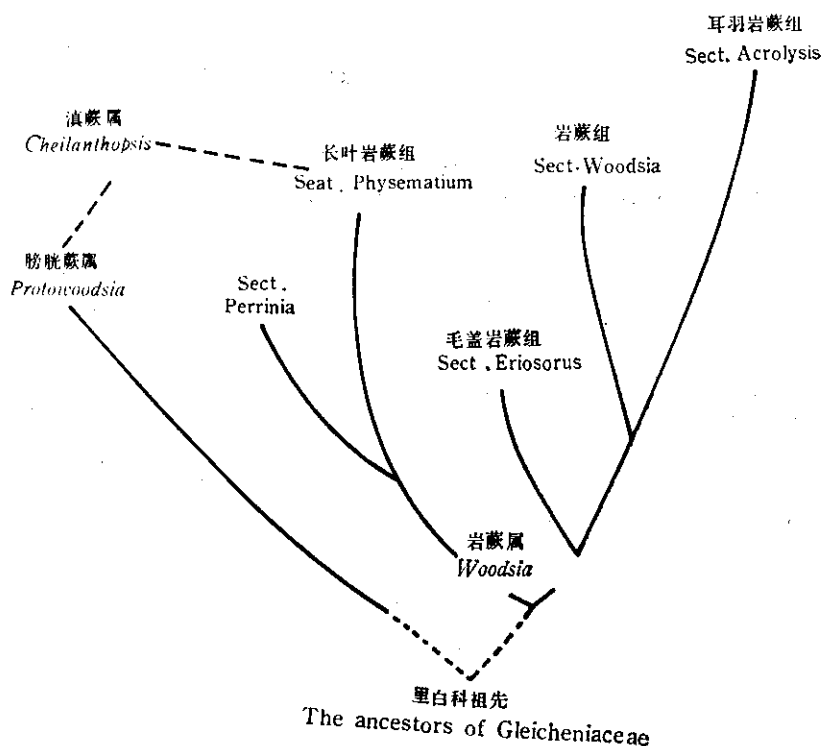 耳羽岩蕨组
Sect. Acrolysis
滇蕨属
Cheilanthopsis
长叶岩蕨组
Seat. Physematium
岩蕨组
Sect. Woodsia
膀胱蕨属
Protowoodsia
Sect.
Perrinia
毛盖岩蕨组
Sect. Eriosorus
岩蕨属
Woodsia
里白科祖先
The ancestors of Gleicheniaceae